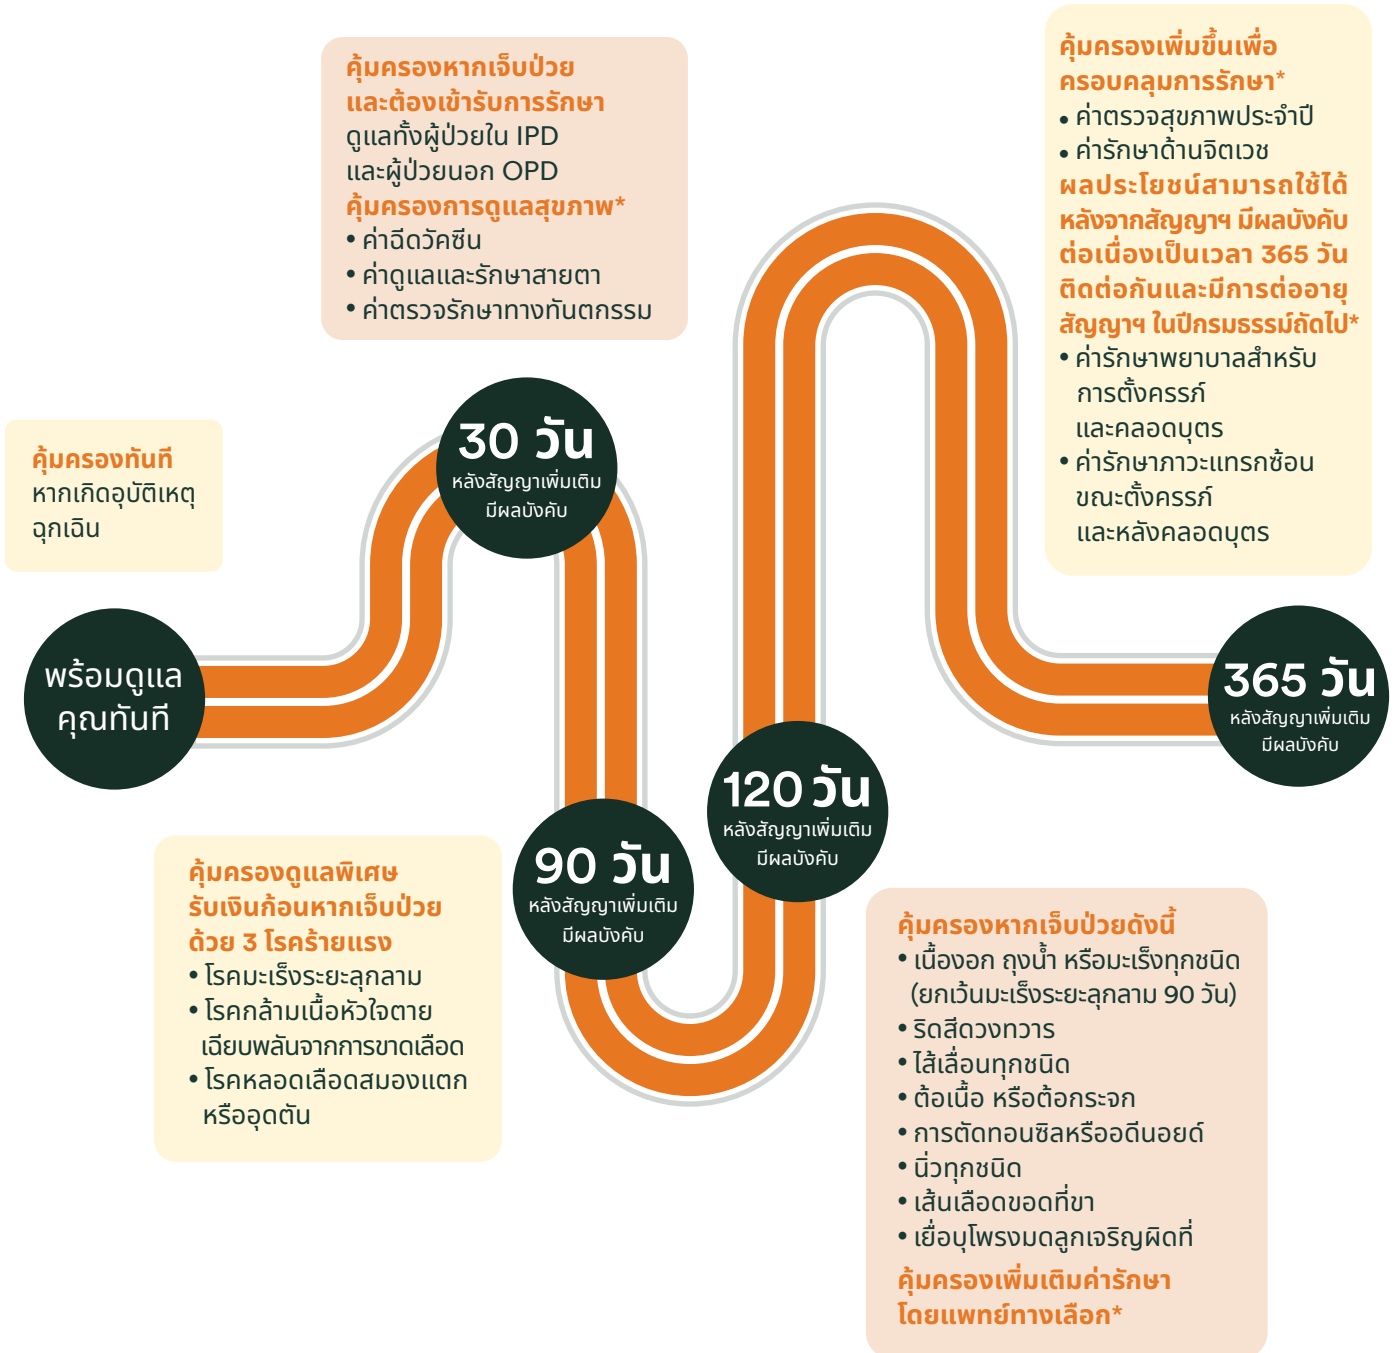 คุ้มครองทันที
หากเกิดอุบัติเหตุ
ฉุกเฉิน
พร้อมดูแล
คุณทันที
คุ้มครองหากเจ็บป่วย
และต้องเข้ารับการรักษา
ดูแลทั้งผู้ป่วยใน IPD
และผู้ป่วยนอก OPD
คุ้มครองการดูแลสุขภาพ*
• ค่าฉีดวัคซีน
• ค่าดูแลและรักษาสายตา
• ค่าตรวจรักษาทางทันตกรรม
30 วัน
หลังสัญญาเพิ่มเติม
มีผลบังคับ
คุ้มครองดูแลพิเศษ
รับเงินก้อนหากเจ็บป่วย
ด้วย 3 โรคร้ายแรง
• โรคมะเร็งระยะลุกลาม
• โรคกล้ามเนื้อหัวใจตาย
เฉียบพลันจากการขาดเลือด
• โรคหลอดเลือดสมองแตก
หรืออุดตัน
90 วัน
หลังสัญญาเพิ่มเติม
มีผลบังคับ
120 วัน
หลังสัญญาเพิ่มเติม
มีผลบังคับ
คุ้มครองหากเจ็บป่วยดังนี้
• เนื้องอก ถุงน้ำ หรือมะเร็งทุกชนิด
(ยกเว้นมะเร็งระยะลุกลาม 90 วัน)
• ริดสีดวงทวาร
• ไส้เลื่อนทุกชนิด
• ต้อเนื้อ หรือต้อกระจก
• การตัดทอนซิลหรืออดีนอยด์
• นิ่วทุกชนิด
• เส้นเลือดขอดที่ขา
• เยื่อบุโพรงมดลูกเจริญผิดที่
คุ้มครองเพิ่มเติมค่ารักษา
โดยแพทย์ทางเลือก*
คุ้มครองเพิ่มขึ้นเพื่อ
ครอบคลุมการรักษา*
• ค่าตรวจสุขภาพประจำปี
• ค่ารักษาด้านจิตเวช
ผลประโยชน์สามารถใช้ได้
หลังจากสัญญาฯ มีผลบังคับ
ต่อเนื่องเป็นเวลา 365 วัน
ติดต่อกันและมีการต่ออายุ
สัญญาฯ ในปีกรมธรรม์ถัดไป*
• ค่ารักษาพยาบาลสำหรับ
การตั้งครรภ์
และคลอดบุตร
• ค่ารักษาภาวะแทรกซ้อน
ขณะตั้งครรภ์
และหลังคลอดบุตร
365 วัน
หลังสัญญาเพิ่มเติม
มีผลบังคับ